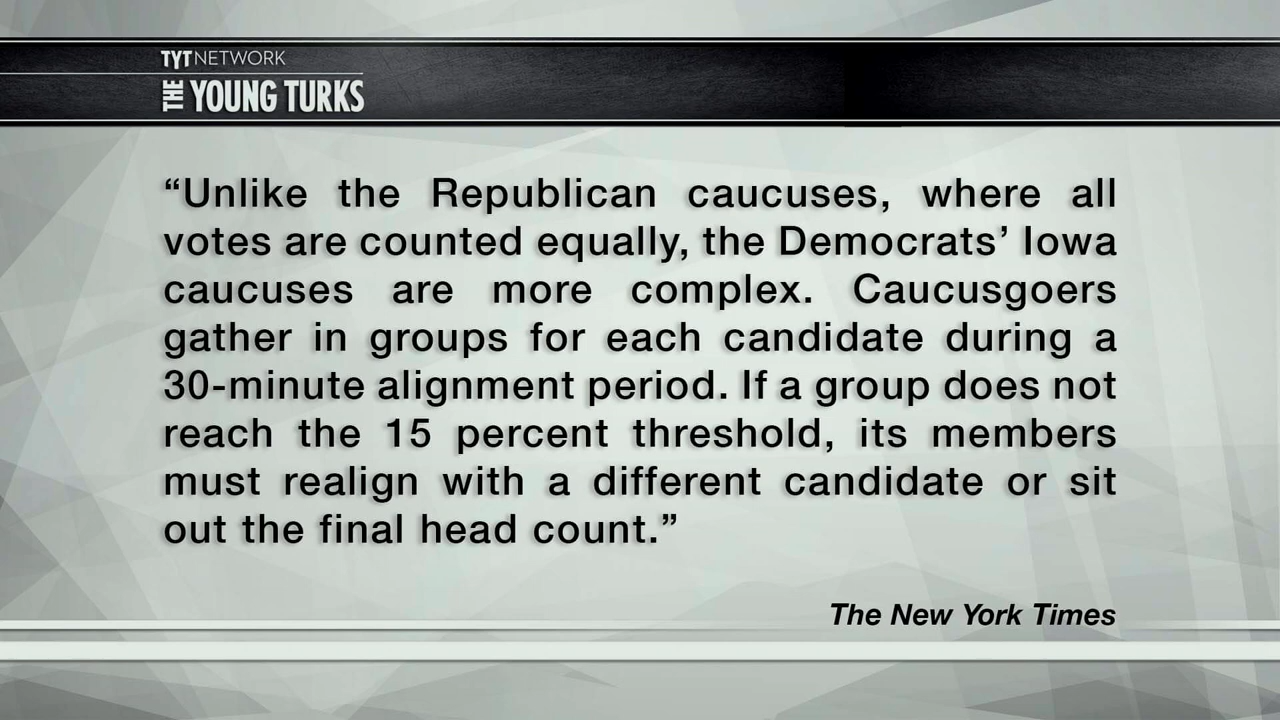 TYT NETWORK
THE YOUNG TURKS
“Unlike the Republican caucuses, where all
votes are counted equally, the Democrats’ Iowa
caucuses are more complex. Caucusgoers
gather in groups for each candidate during a
30-minute alignment period. If a group does not
reach the 15 percent threshold, its members
must realign with a different candidate or sit
out the final head count.”
The New York Times